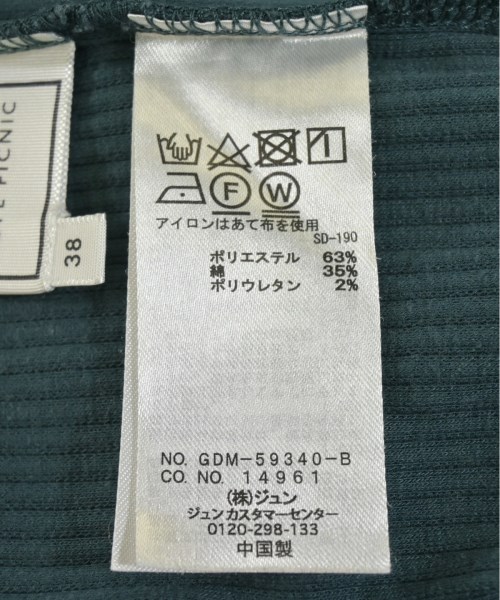 PICNIC
38
F W
アイロンはあて布を使用
SD-190
ポリエステル 63%
綿 35%
ポリウレタン 2%
NO. GDM-59340-B
CO. NO. 14961
(株)ジュン
ジュンカスタマーセンター
0120-298-133
中国製